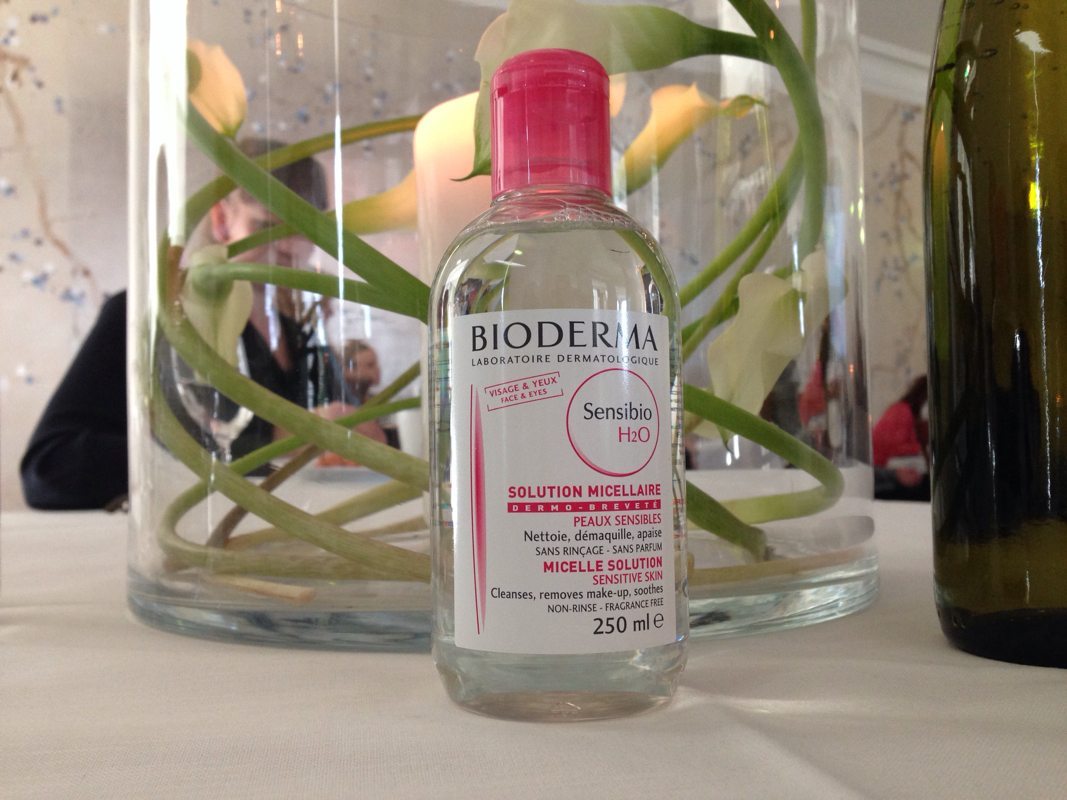 BIODERMA
LABORATOIRE DERMATOLOGIQUE
VISAGE & YEUX
FACE & EYES
Sensibio
H2O
SOLUTION MICELLAIRE
DERMO-BREVETÉ
PEAUX SENSIBLES
Nettoie, démaquille, apaise
SANS RINÇAGE - SANS PARFUM
MICELLE SOLUTION
SENSITIVE SKIN
Cleanses, removes make-up, soothes
NON-RINSE - FRAGRANCE FREE
250 ml e